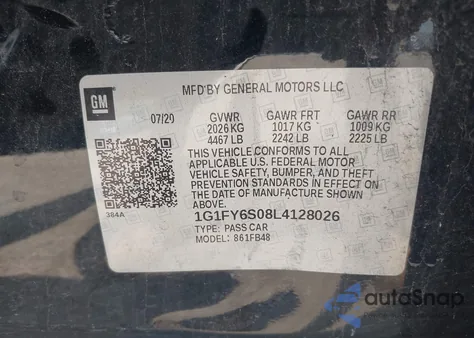 MFD BY GENERAL MOTORS LLC
GM
07/20
GVWR GAWR FRT GAWR RR
2026 KG 1017 KG 1009 KG
4467 LB 2242 LB 2225 LB
THIS VEHICLE CONFORMS TO ALL
APPLICABLE U.S. FEDERAL MOTOR
VEHICLE SAFETY, BUMPER, AND THEFT
PREVENTION STANDARDS IN EFFECT
ON THE DATE OF MANUFACTURE SHOWN
ABOVE.
384A
1G1FY6S08L4128026
TYPE: PASS CAR
MODEL: 861FB48
autoSnap